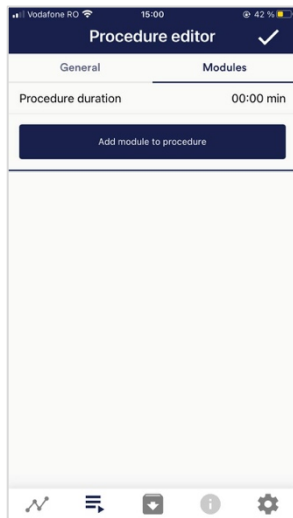 Vodafone RO 15:00 42 %
Procedure editor
General Modules
Procedure duration 00:00 min
Add module to procedure